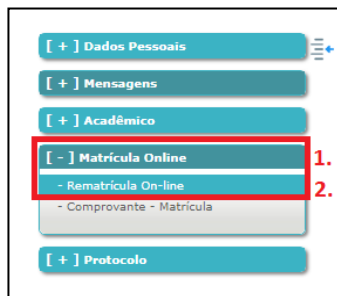 [ + ] Dados Pessoais
[ + ] Mensagens
[ + ] Acadêmico
[ - ] Matrícula Online 1.
- Rematrícula On-line 2.
- Comprovante - Matrícula
[ + ] Protocolo